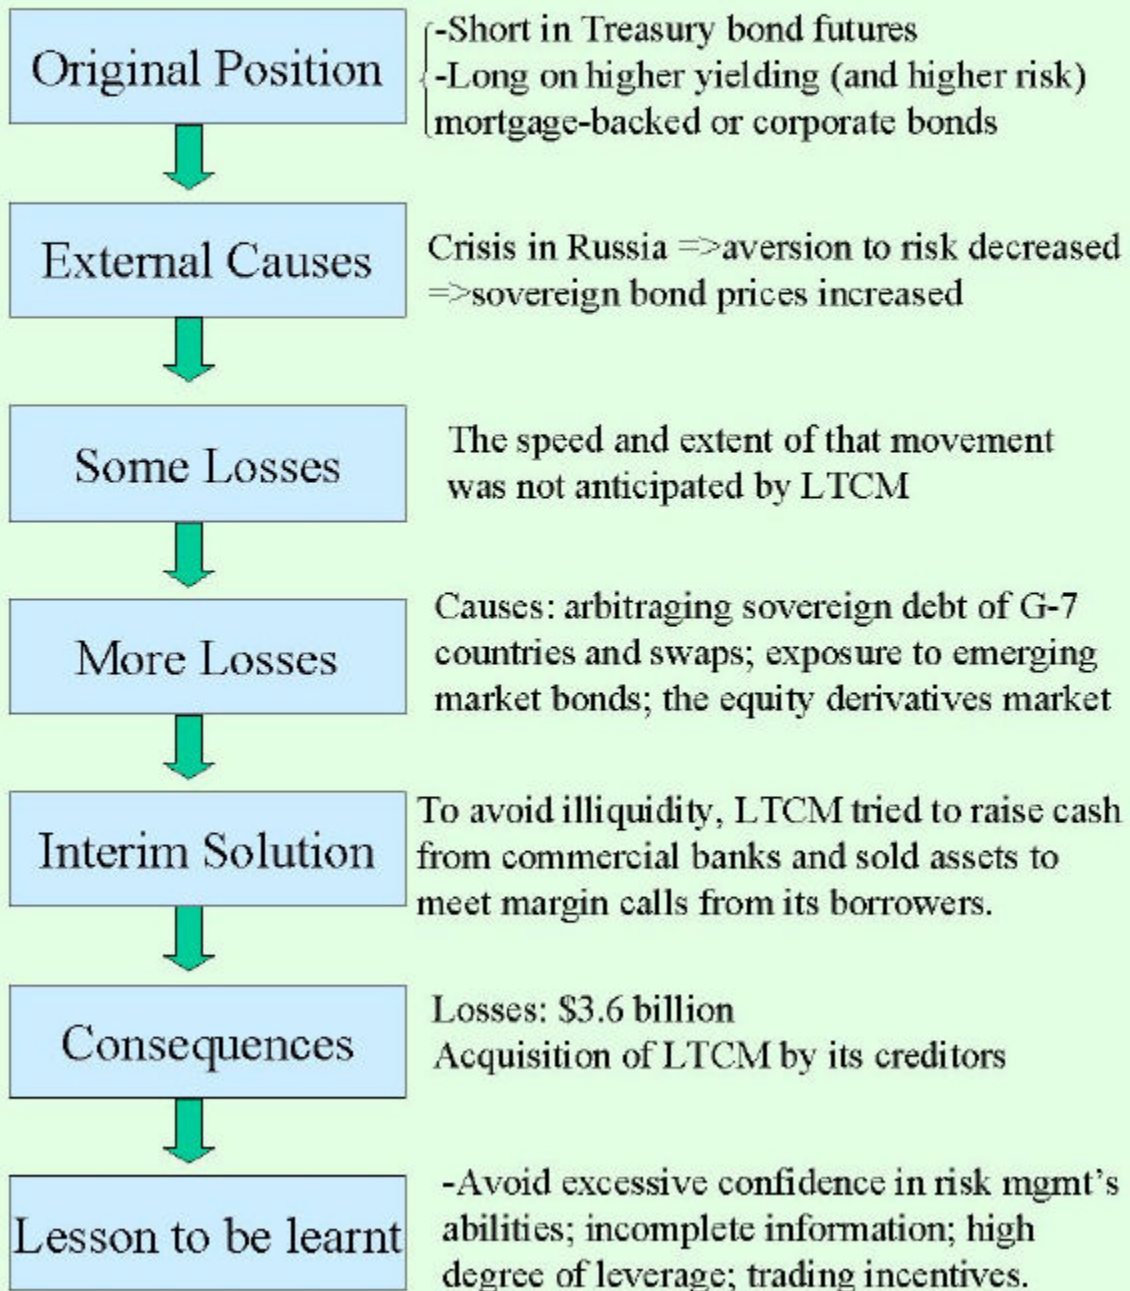 Original Position
-Short in Treasury bond futures
-Long on higher yielding (and higher risk)
mortgage-backed or corporate bonds
External Causes
Crisis in Russia =>aversion to risk decreased
=>sovereign bond prices increased
Some Losses
The speed and extent of that movement
was not anticipated by LTCM
More Losses
Causes: arbitraging sovereign debt of G-7
countries and swaps; exposure to emerging
market bonds; the equity derivatives market
Interim Solution
To avoid illiquidity, LTCM tried to raise cash
from commercial banks and sold assets to
meet margin calls from its borrowers.
Consequences
Losses: $3.6 billion
Acquisition of LTCM by its creditors
Lesson to be learnt
-Avoid excessive confidence in risk mgmt's
abilities; incomplete information; high
degree of leverage; trading incentives.